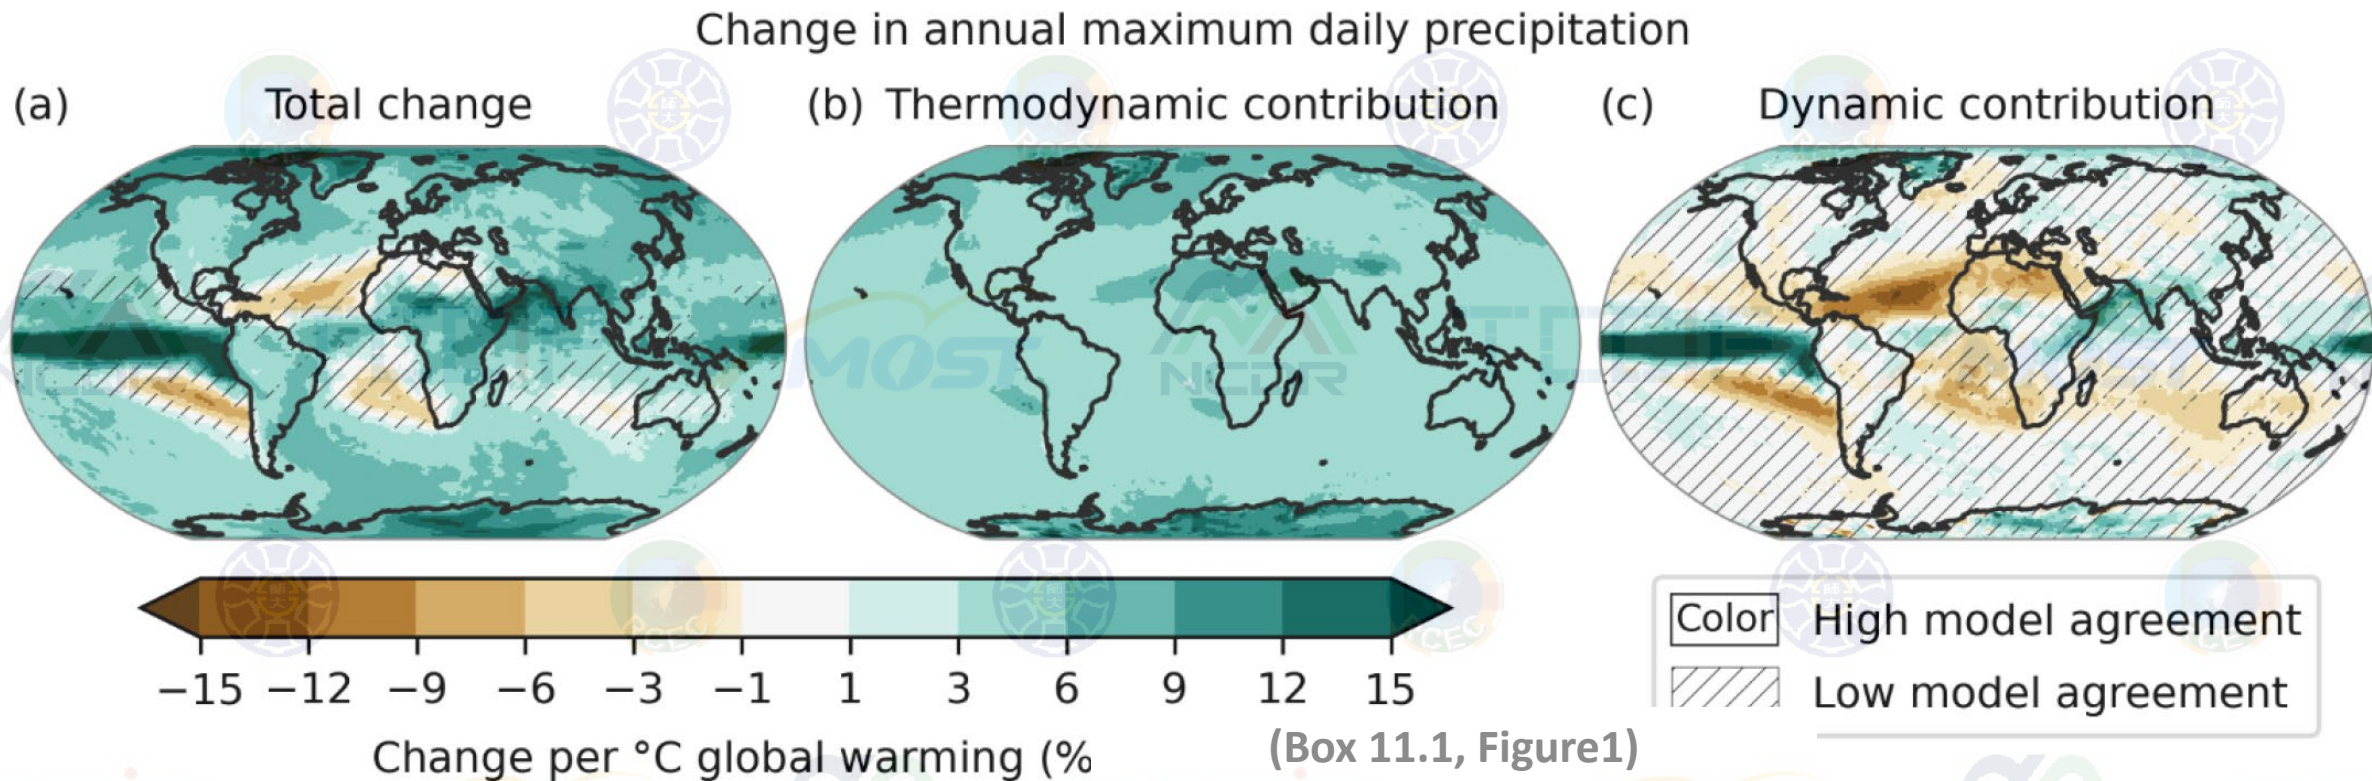 Change in annual maximum daily precipitation
(a) Total change
(b) Thermodynamic contribution
(c) Dynamic contribution
MOST
NCDR
−15 −12 −9 −6 −3 −1 1 3 6 9 12 15
Change per °C global warming (%
(Box 11.1, Figure1)
Color High model agreement
Low model agreement